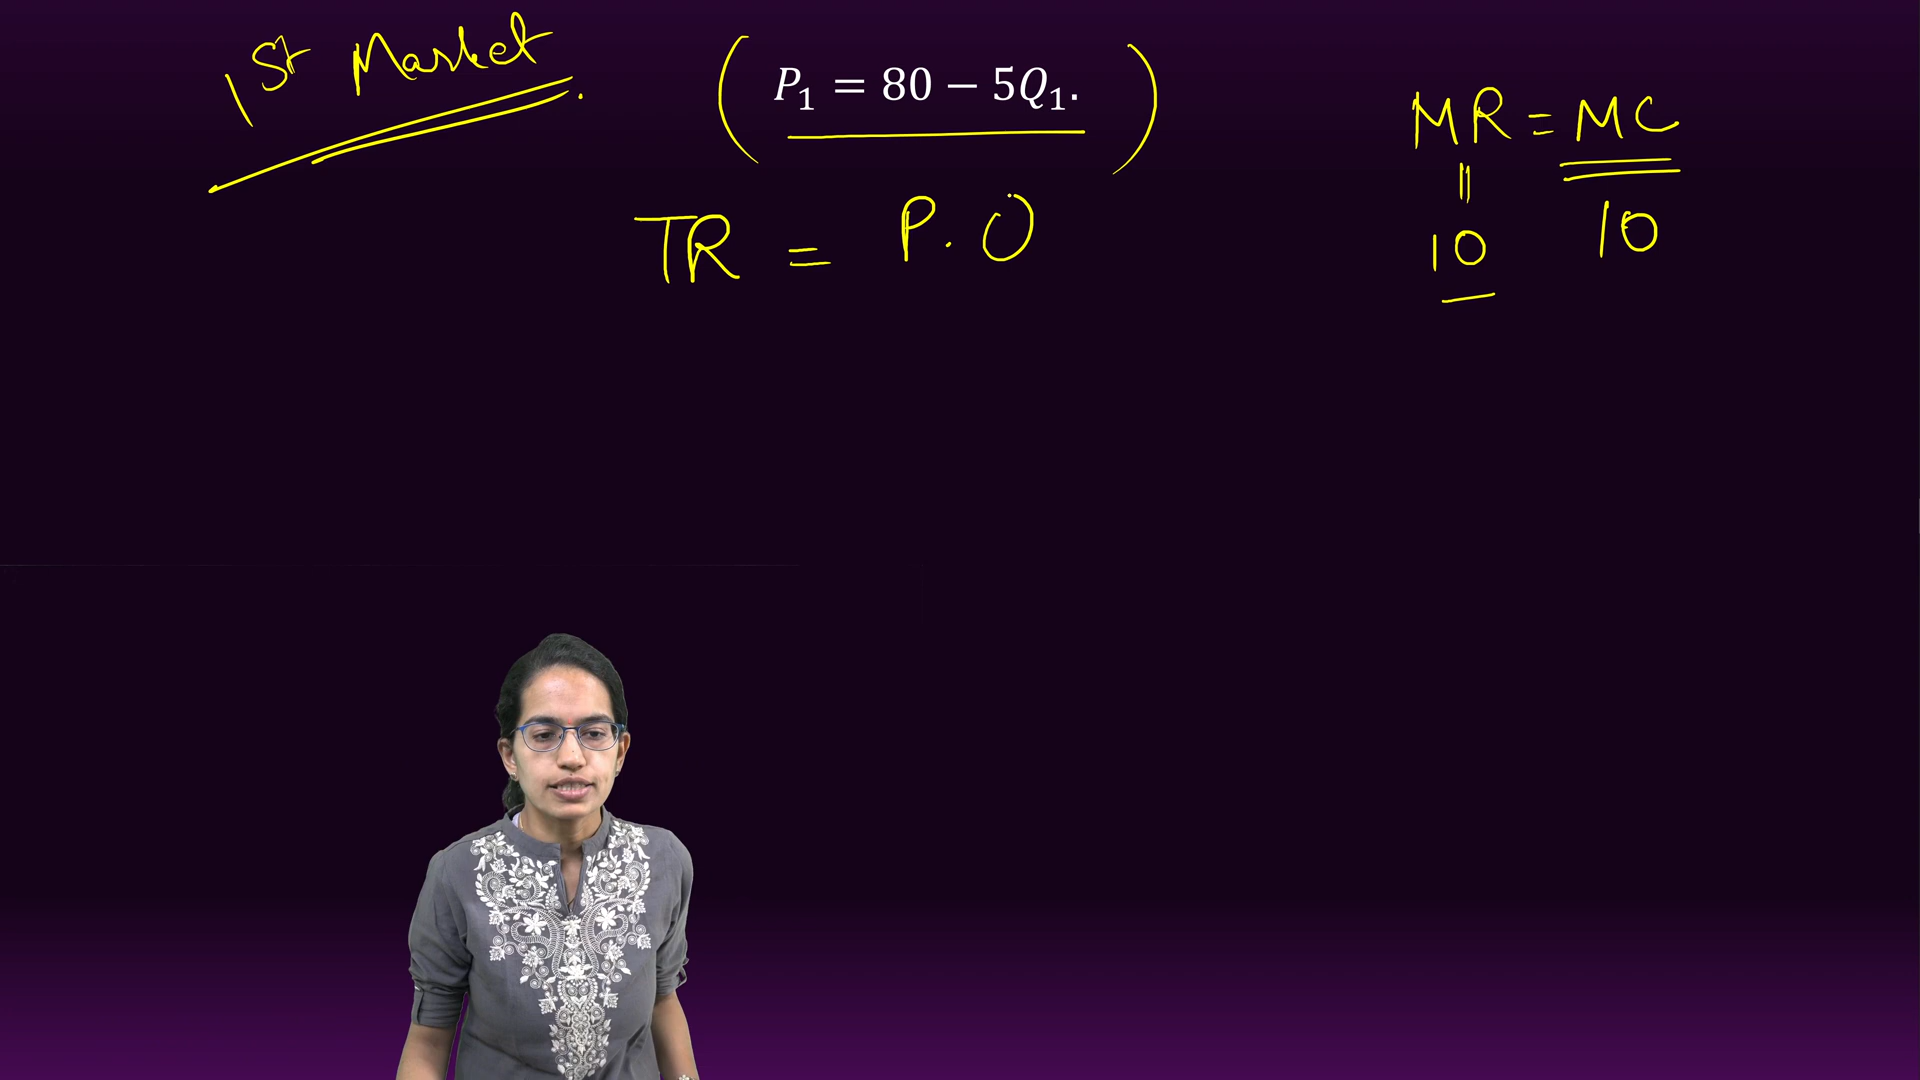 1st Market.
(P₁ = 80 − 5Q₁.)
MR = MC
||
10 10
TR = P.Q